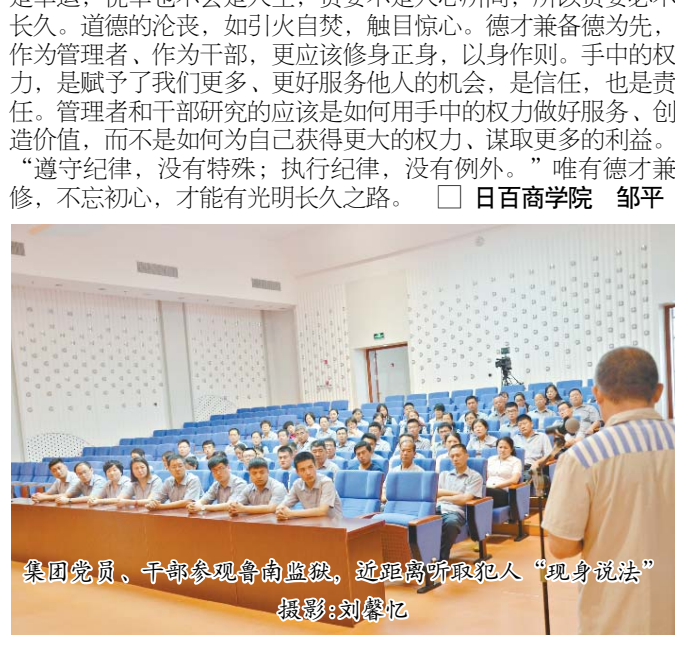 长久。道德的沦丧，如引火自焚，触目惊心。德才兼备德为先，
作为管理者、作为干部，更应该修身正身，以身作则。手中的权
力，是赋予了我们更多、更好服务他人的机会，是信任，也是责
任。管理者和干部研究的应该是如何用手中的权力做好服务、创
造价值，而不是如何为自己获得更大的权力、谋取更多的利益。
“遵守纪律，没有特殊；执行纪律，没有例外。”唯有德才兼
修，不忘初心，才能有光明长久之路。 □ 日百商学院 邹平
集团党员、干部参观鲁南监狱，近距离听取犯人“现身说法”
摄影:刘馨忆